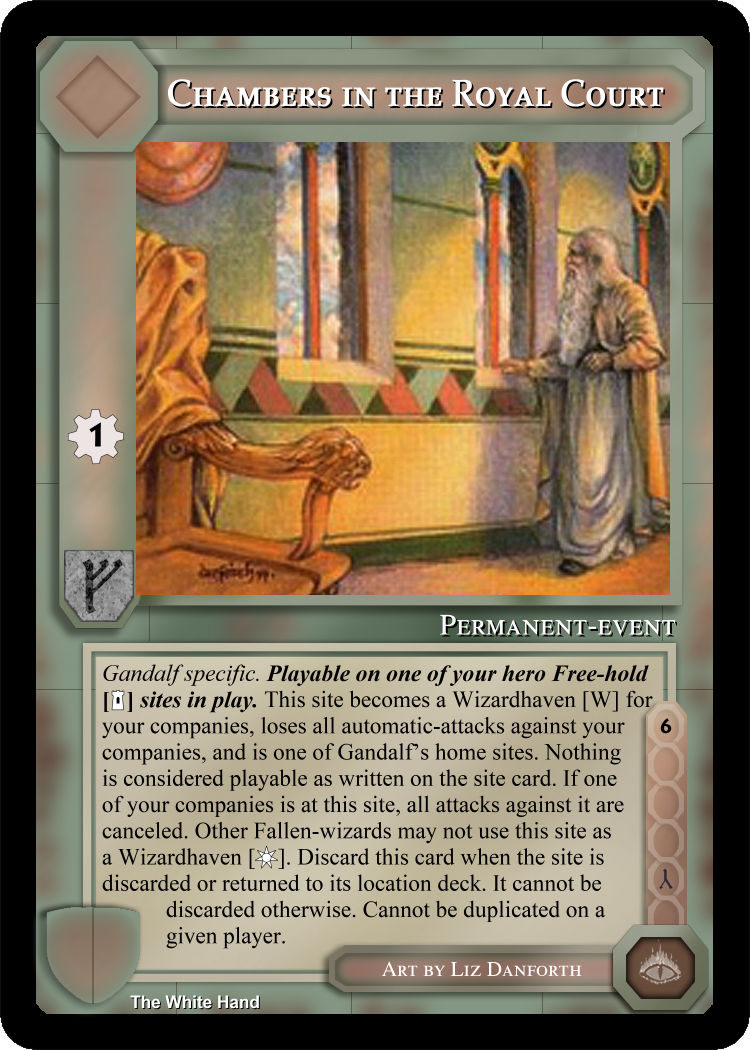 Chambers in the Royal Court
1
Permanent-event
Gandalf specific. Playable on one of your hero Free-hold
[] sites in play. This site becomes a Wizardhaven [W] for
your companies, loses all automatic-attacks against your
companies, and is one of Gandalf's home sites. Nothing
is considered playable as written on the site card. If one
of your companies is at this site, all attacks against it are
canceled. Other Fallen-wizards may not use this site as
a Wizardhaven []. Discard this card when the site is
discarded or returned to its location deck. It cannot be
discarded otherwise. Cannot be duplicated on a
given player.
6
Art by Liz Danforth
The White Hand